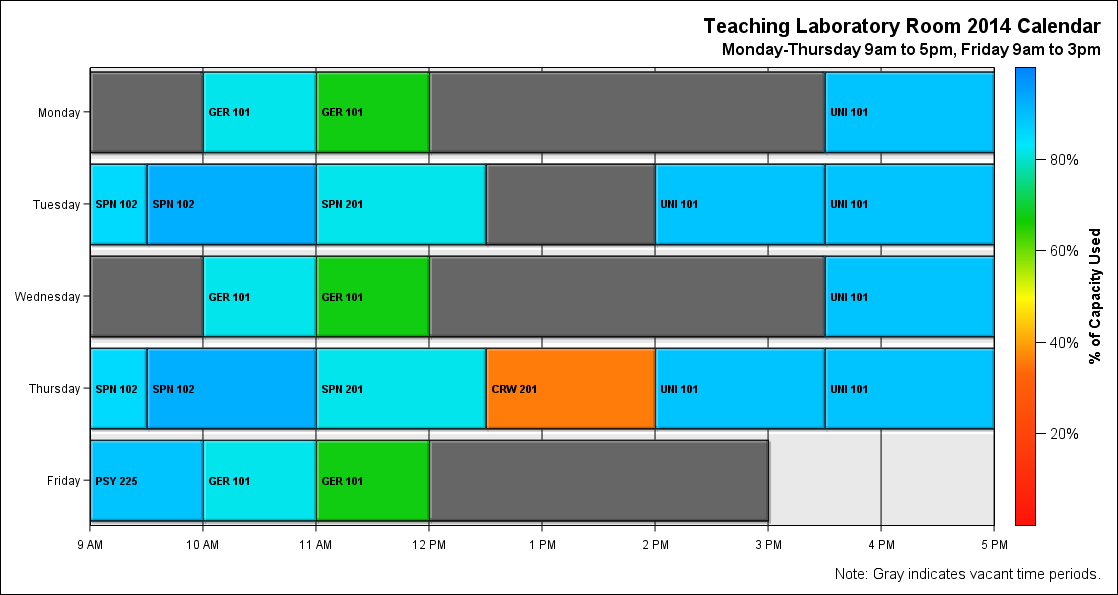 Teaching Laboratory Room 2014 Calendar
Monday-Thursday 9am to 5pm, Friday 9am to 3pm
Monday
GER 101
GER 101
UNI 101
Tuesday
SPN 102
SPN 102
SPN 201
UNI 101
UNI 101
Wednesday
GER 101
GER 101
UNI 101
Thursday
SPN 102
SPN 102
SPN 201
CRW 201
UNI 101
UNI 101
Friday
PSY 225
GER 101
GER 101
9 AM
10 AM
11 AM
12 PM
1 PM
2 PM
3 PM
4 PM
5 PM
80%
60%
40%
20%
% of Capacity Used
Note: Gray indicates vacant time periods.